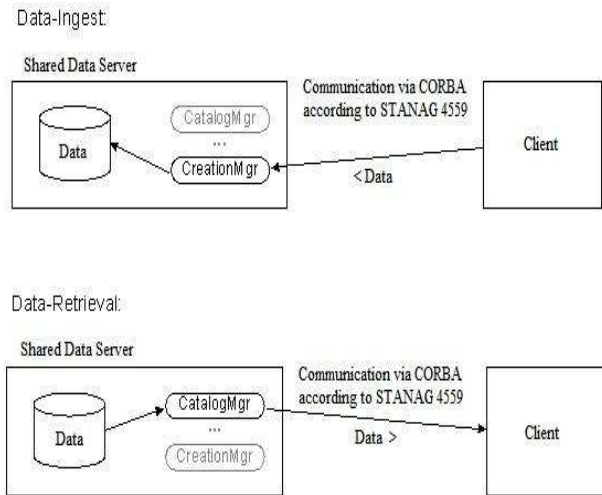 Data-Ingest:
Shared Data Server
Communication via CORBA
according to STANAG 4559
CatalogMgr
...
Data
CreationMgr
Client
< Data
Data-Retrieval:
Shared Data Server
Communication via CORBA
according to STANAG 4559
CatalogMgr
...
Data
Data >
Client
CreationMgr